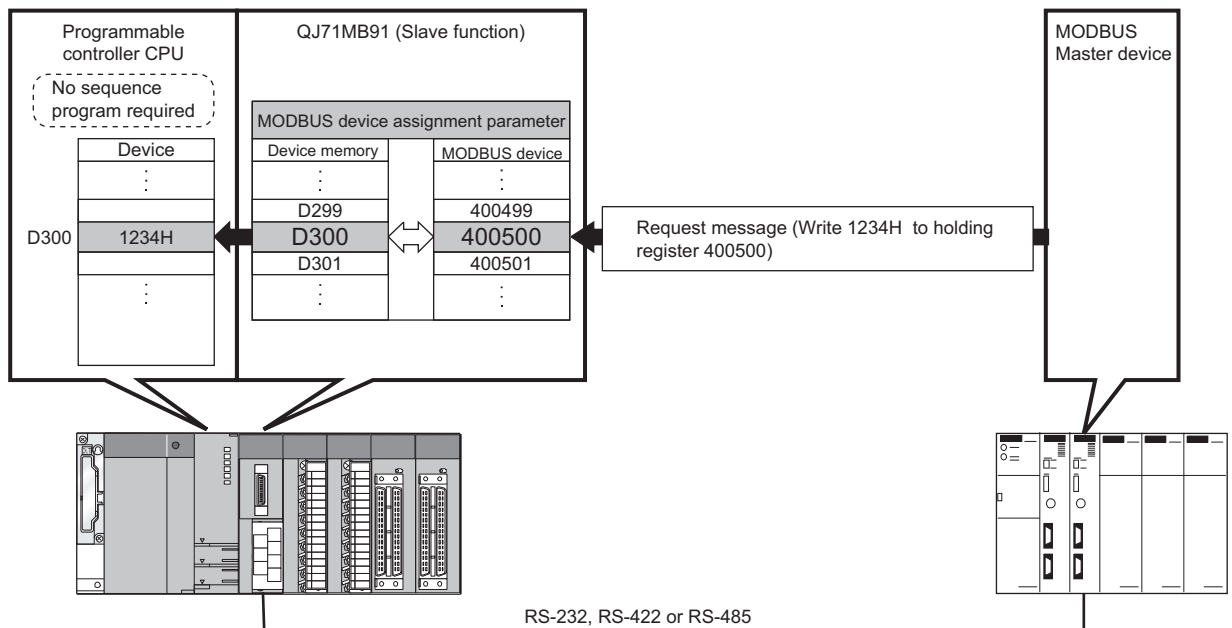 Programmable
controller CPU
No sequence
program required
Device
D300
1234H
QJ71MB91 (Slave function)
MODBUS device assignment parameter
Device memory
MODBUS device
D299
400499
D300
400500
D301
400501
Request message (Write 1234H to holding
register 400500)
MODBUS
Master device
RS-232, RS-422 or RS-485